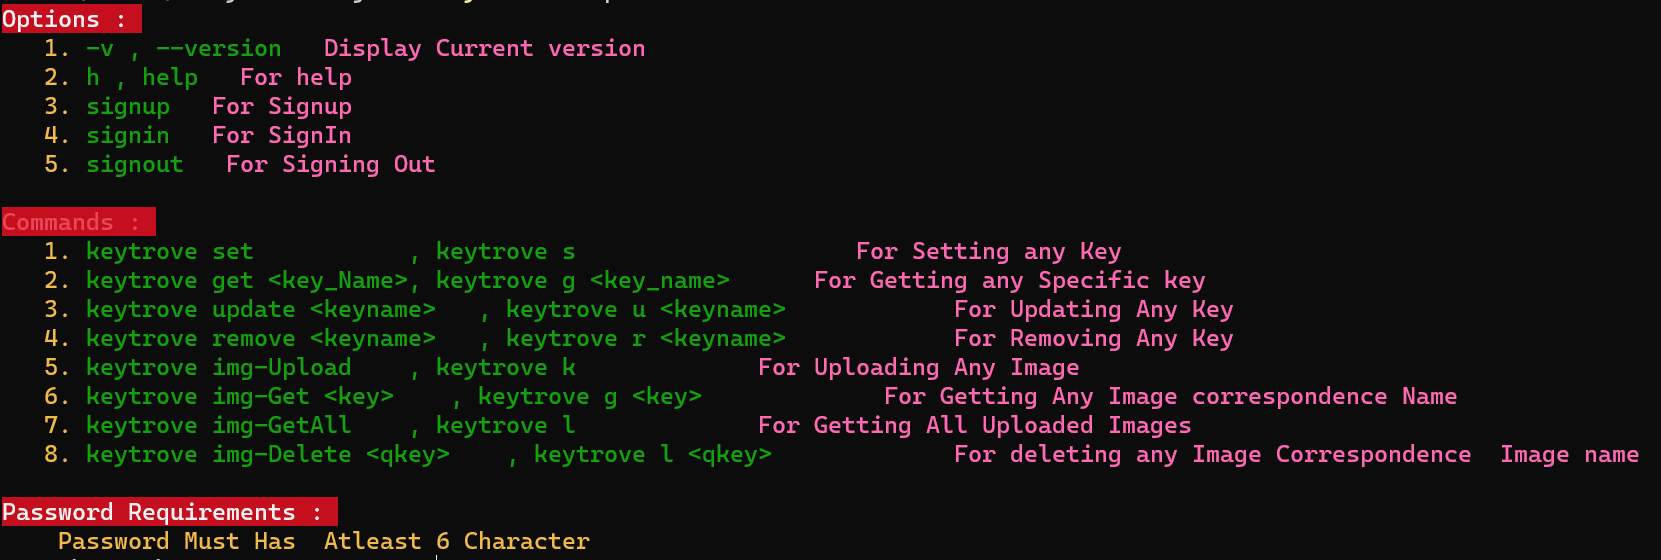 Options :
1. -v , --version Display Current version
2. h , help For help
3. signup For Signup
4. signin For SignIn
5. signout For Signing Out
Commands :
1. keytrove set , keytrove s For Setting any Key
2. keytrove get <key_Name>, keytrove g <key_name> For Getting any Specific key
3. keytrove update <keyname> , keytrove u <keyname> For Updating Any Key
4. keytrove remove <keyname> , keytrove r <keyname> For Removing Any Key
5. keytrove img-Upload , keytrove k For Uploading Any Image
6. keytrove img-Get <key> , keytrove g <key> For Getting Any Image correspondence Name
7. keytrove img-GetAll , keytrove l For Getting All Uploaded Images
8. keytrove img-Delete <qkey> , keytrove l <qkey> For deleting any Image Correspondence Image name
Password Requirements :
Password Must Has Atleast 6 Character